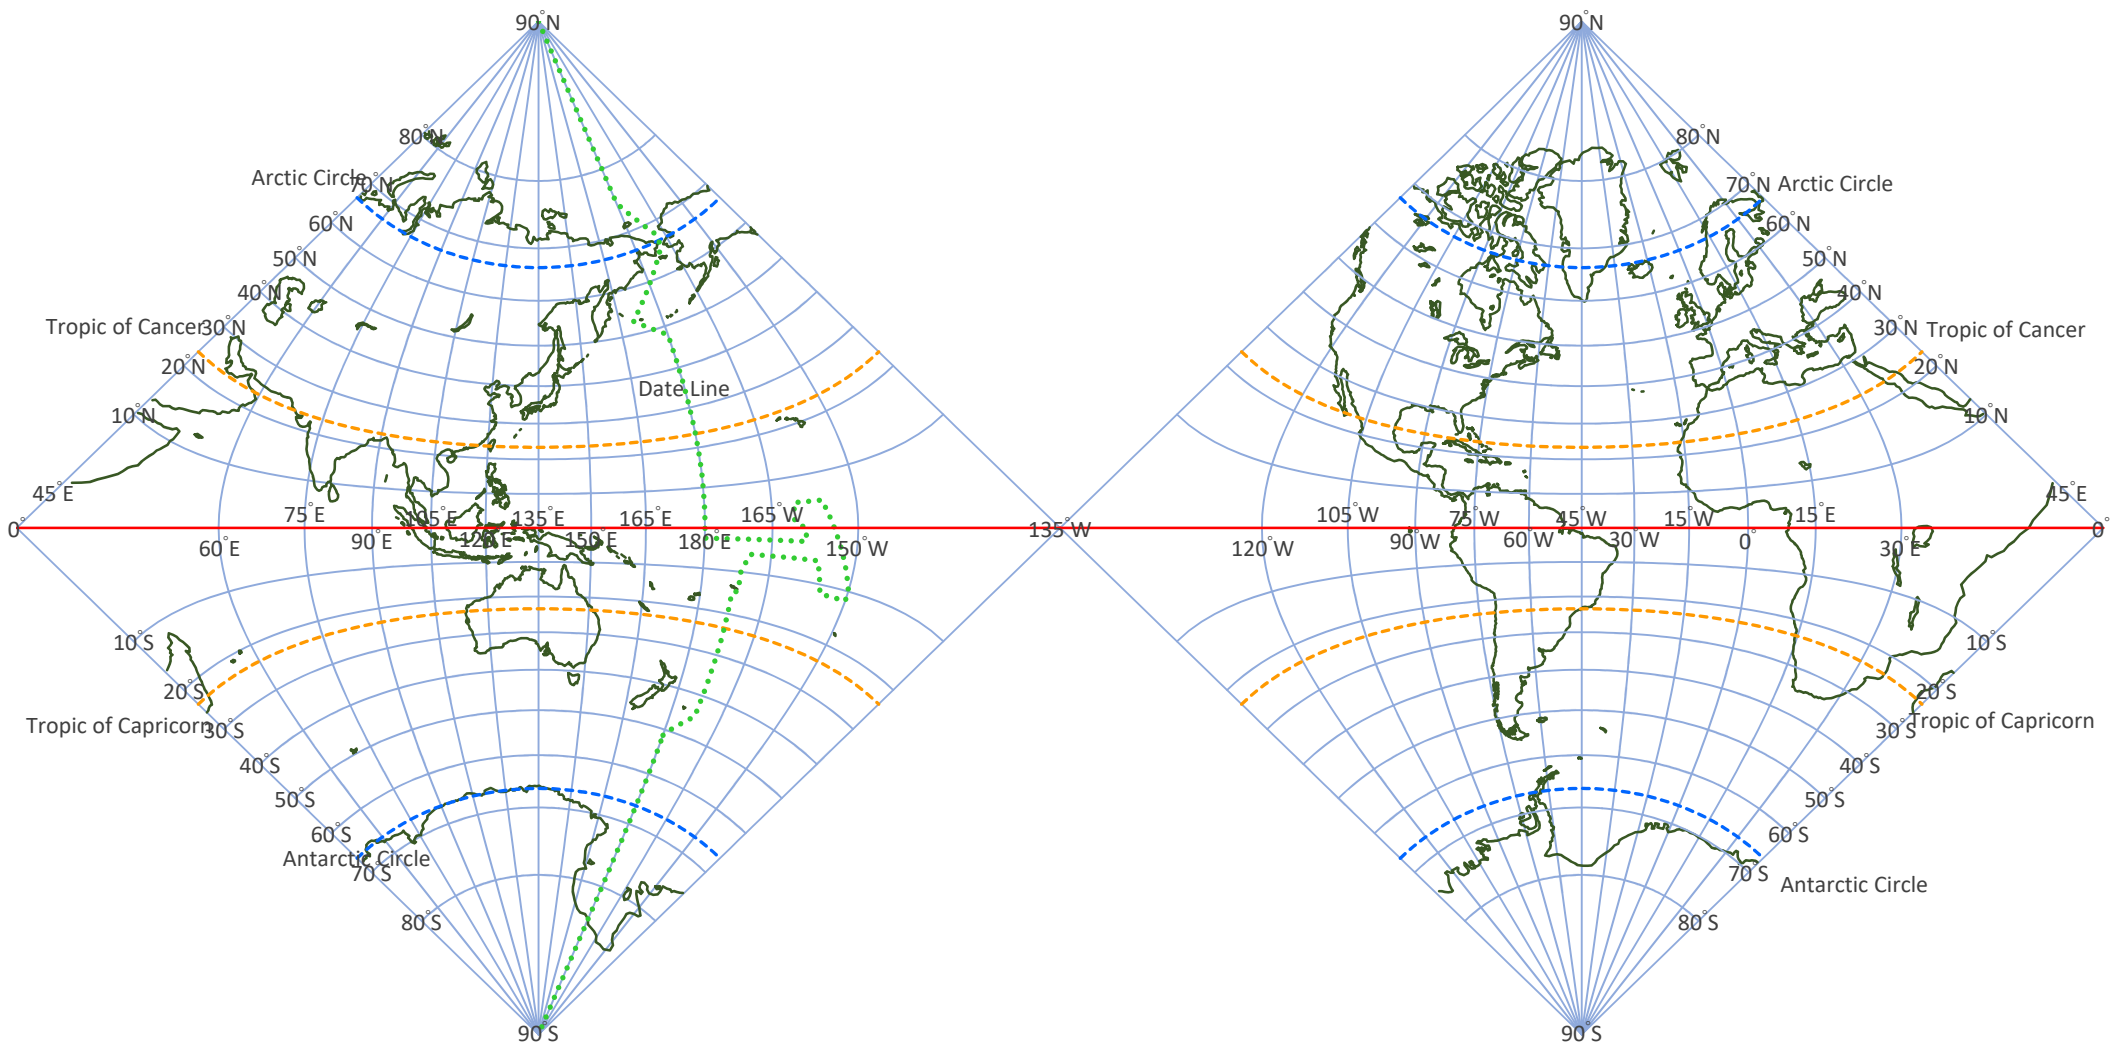 90°N 90°N
80°N 80°N
Arctic Circle 70°N 70°N Arctic Circle
60°N 60°N
50°N 50°N
40°N 40°N
Tropic of Cancer 30°N 30°N Tropic of Cancer
20°N 20°N
Date Line
10°N 10°N
45°E 45°E
75°E 105°E 135°E 165°E 165°W 105°W 75°W 45°W 15°W 15°E
0° 135°W 0°
60°E 90°E 120°E 150°E 180°E 150°W 120°W 90°W 60°W 30°W 0° 30°E
10°S 10°S
20°S 20°S
Tropic of Capricorn 30°S 30°S Tropic of Capricorn
40°S 40°S
50°S 50°S
60°S 60°S
Antarctic Circle
70°S 70°S
Antarctic Circle
80°S 80°S
90°S 90°S